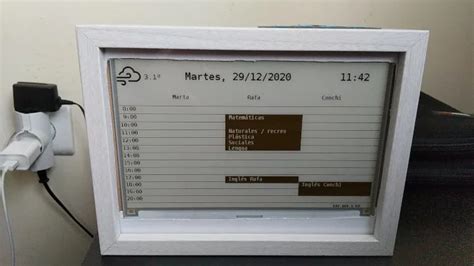 3.1º Martes, 29/12/2020 11:42
María Rafa Conchi
8:00
9:00 Matemáticas
10:00
11:00 Naturales / recreo
12:00 Plástica
Sociales
13:00 Lengua
14:00
15:00
16:00
17:00 Inglés Rafa
18:00 Inglés Conchi
19:00
20:00